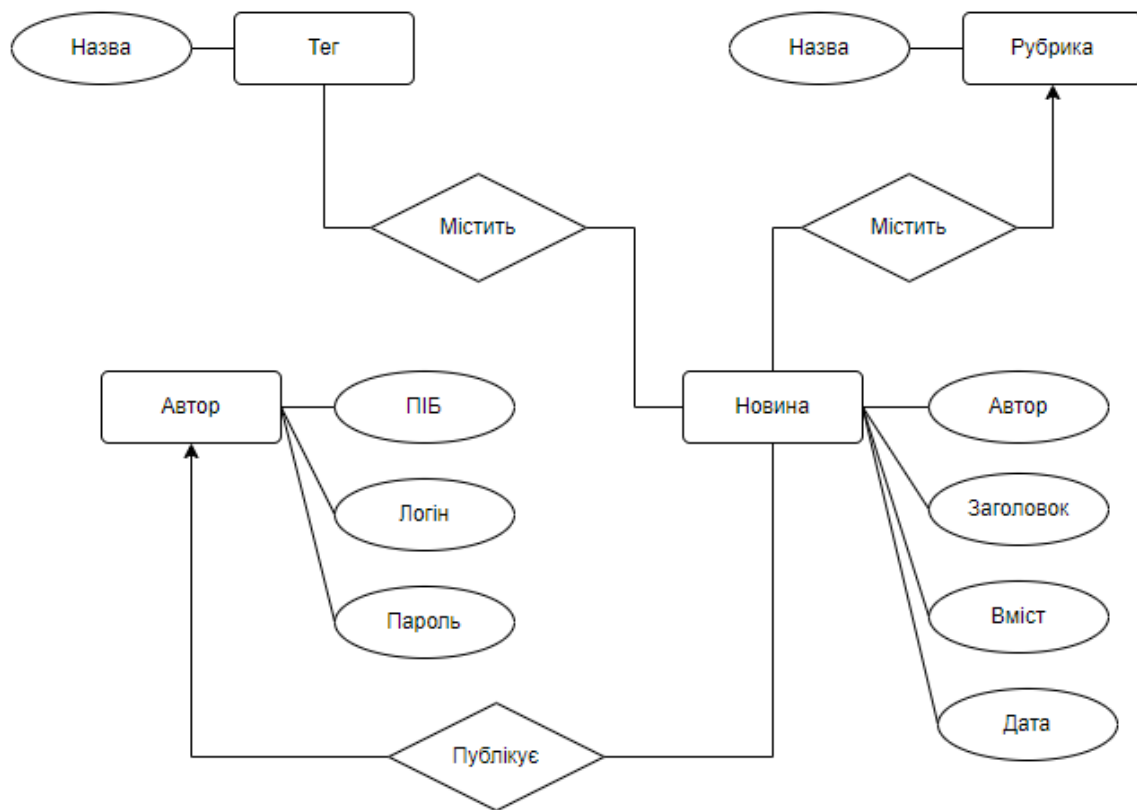 Назва
Тег
Назва
Рубрика
Містить
Містить
Автор
ПІБ
Новина
Автор
Логін
Заголовок
Пароль
Вміст
Дата
Публікує